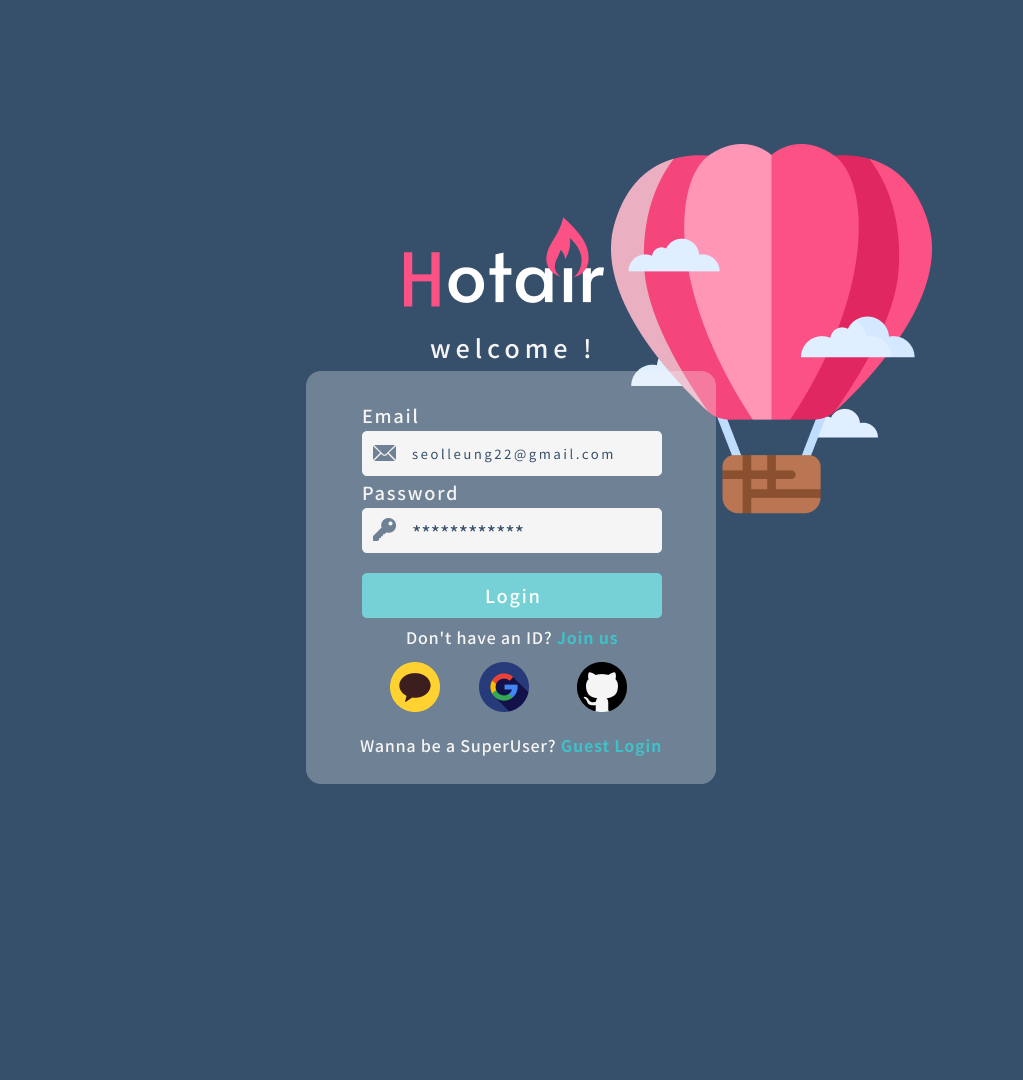 Hotair
welcome !
Email
seolleung22@gmail.com
Password
************
Login
Don't have an ID? Join us
Wanna be a SuperUser? Guest Login